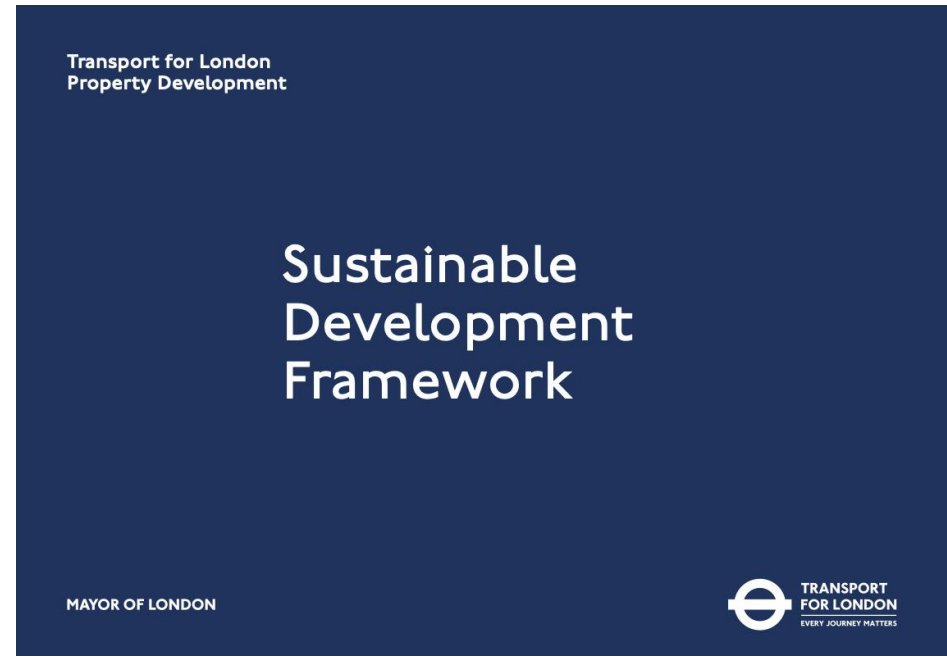 Transport for London
Property Development
Sustainable
Development
Framework
MAYOR OF LONDON
TRANSPORT
FOR LONDON
EVERY JOURNEY MATTERS